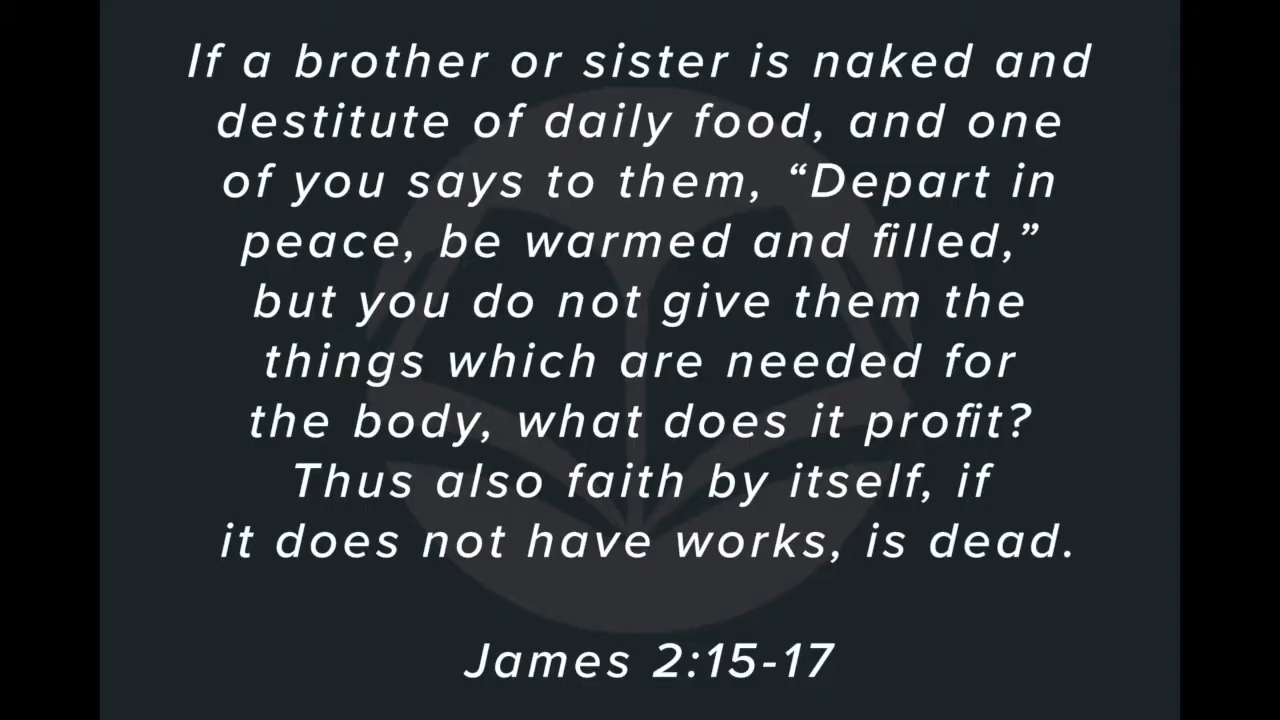 If a brother or sister is naked and
destitute of daily food, and one
of you says to them, “Depart in
peace, be warmed and filled,”
but you do not give them the
things which are needed for
the body, what does it profit?
Thus also faith by itself, if
it does not have works, is dead.
James 2:15-17